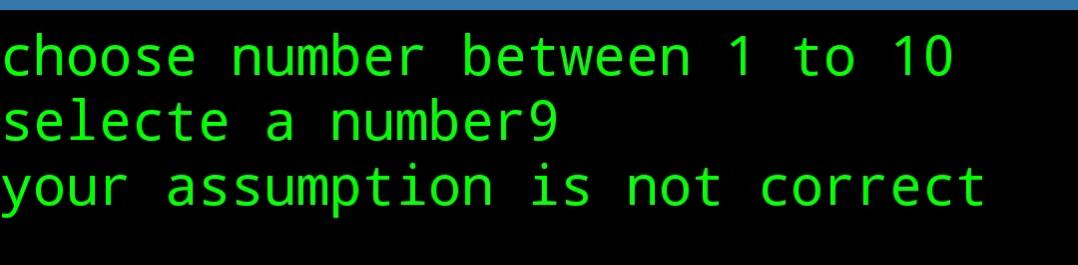 choose number between 1 to 10
selecte a number9
your assumption is not correct